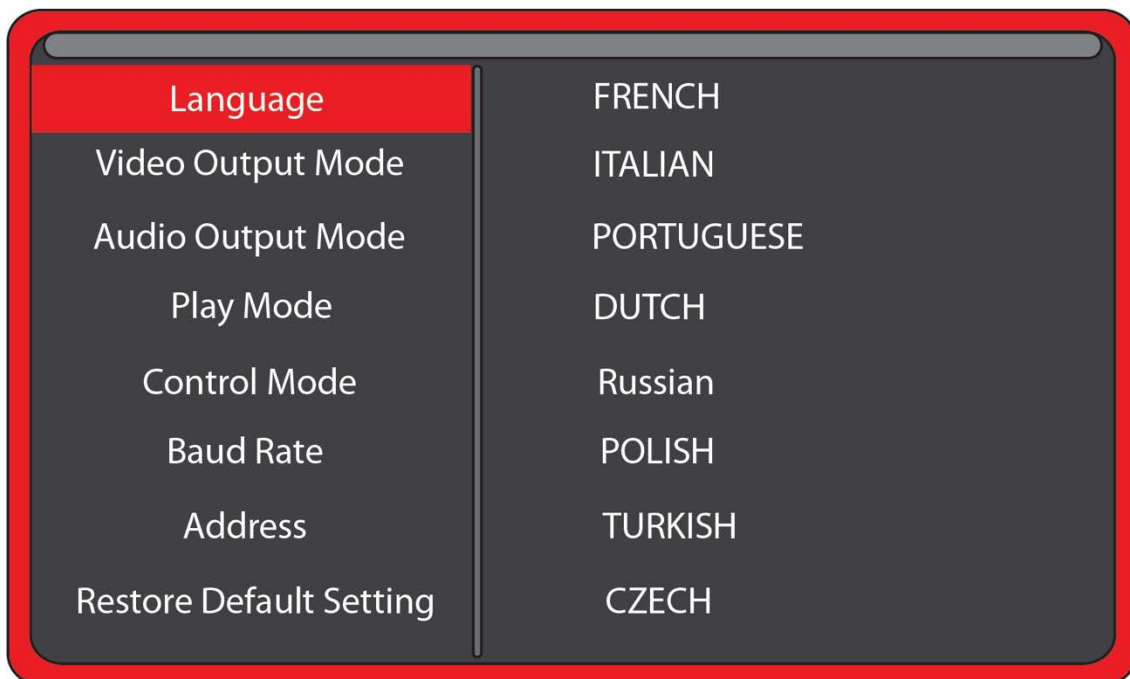 Language
Video Output Mode
Audio Output Mode
Play Mode
Control Mode
Baud Rate
Address
Restore Default Setting
FRENCH
ITALIAN
PORTUGUESE
DUTCH
Russian
POLISH
TURKISH
CZECH